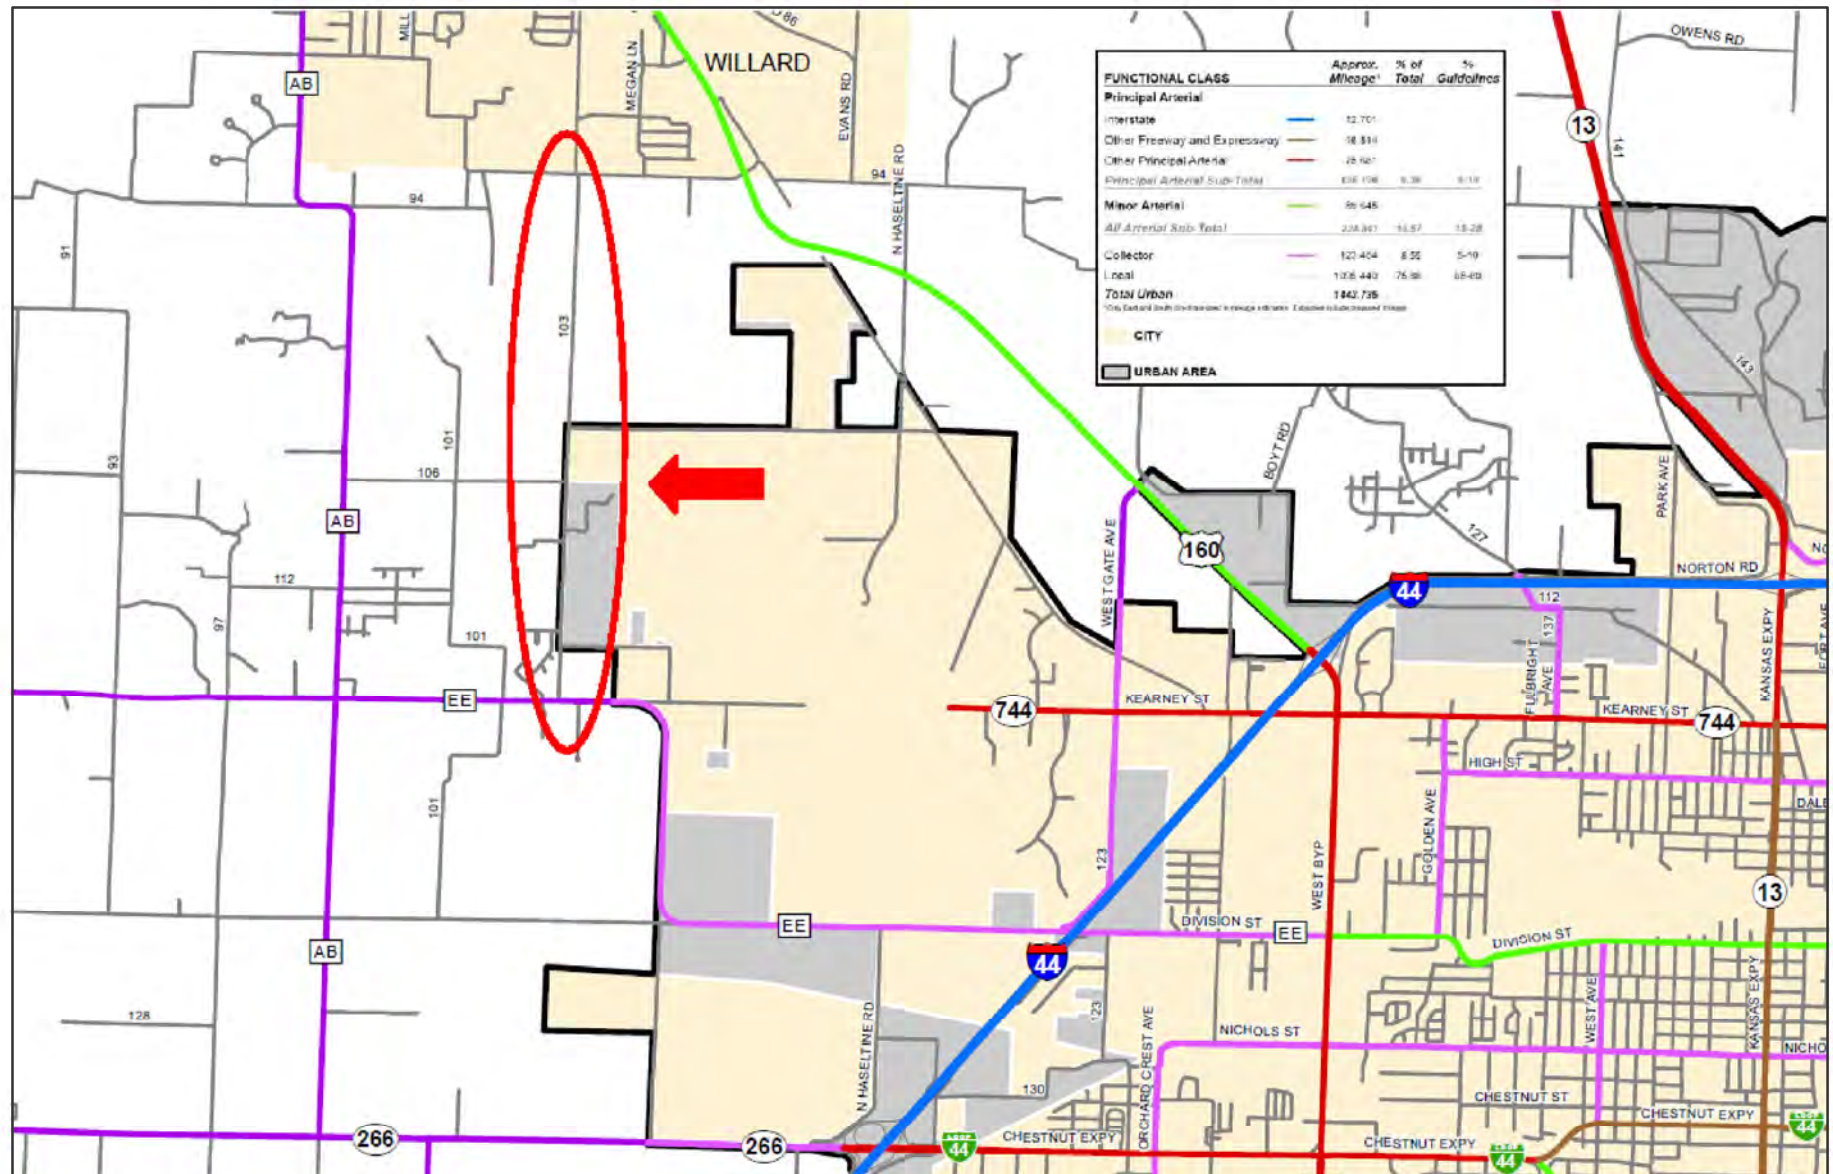 MILL
MEGAN LN
WILLARD
EVANS RD
N HASELTINE RD
OWENS RD
AB
13
141
FUNCTIONAL CLASS
Approx. Mileage
% of Total
% Guidelines
Principal Arterial
Interstate
Other Freeway and Expressway
Other Principal Arterial
Principal Arterial Sub-Total
Minor Arterial
All Arterial Sub-Total
Collector
Local
Total Urban
CITY
URBAN AREA
94
94
91
103
143
101
106
93
AB
BOYT RD
PARK AVE
127
WESTGATE AVE
160
44
NORTON RD
112
112
97
101
137
FULBRIGHT AVE
KANSAS EXPY
EE
744
KEARNEY ST
KEARNEY ST
744
HIGH ST
101
GOLDEN AVE
123
WEST BYP
13
EE
DIVISION ST
EE
DIVISION ST
AB
44
128
N HASELTINE RD
123
ORCHARD CREST AVE
NICHOLS ST
WEST AVE
KANSAS EXPY
NICHO
130
CHESTNUT ST
CHESTNUT EXPY
266
266
LOOP 44
CHESTNUT EXPY
CHESTNUT EXPY
LOOP 44
LOOP 44